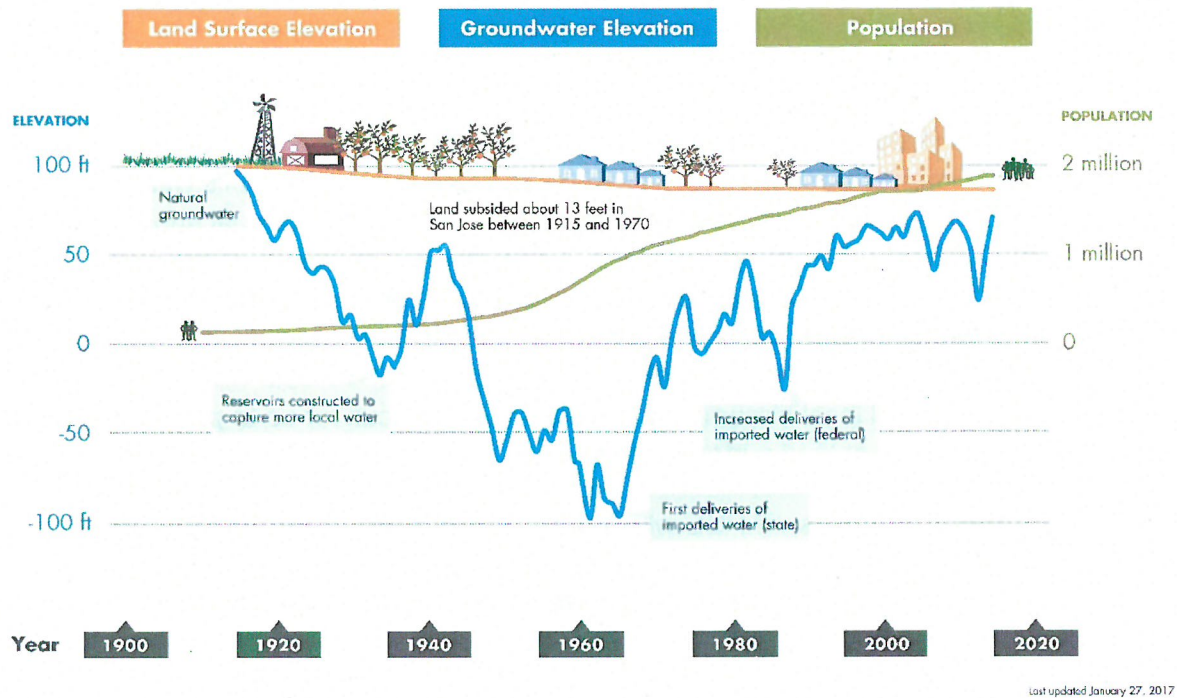 Land Surface Elevation
Groundwater Elevation
Population
ELEVATION
POPULATION
100 ft
2 million
Natural
groundwater
Land subsided about 13 feet in
San Jose between 1915 and 1970
50
1 million
0
0
Reservoirs constructed to
capture more local water
-50
Increased deliveries of
imported water (federal)
-100 ft
First deliveries of
imported water (state)
Year
1900
1920
1940
1960
1980
2000
2020
Last updated January 27, 2017